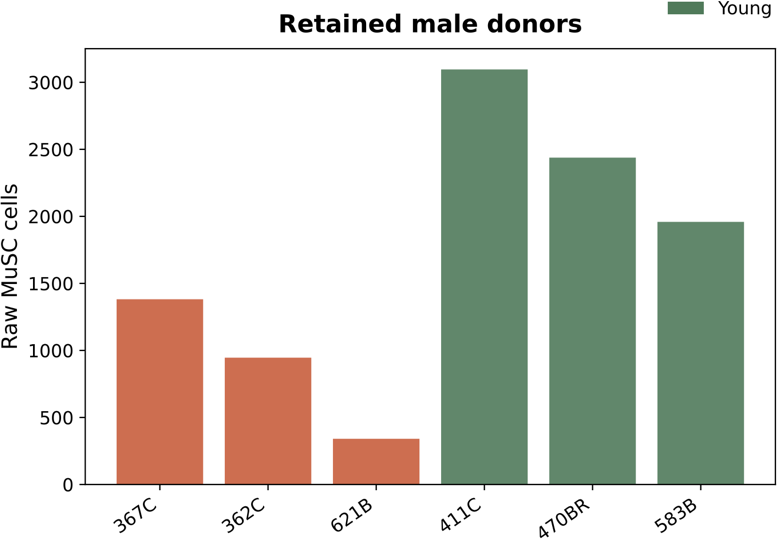 Young
Retained male donors
Raw MuSC cells
3000
2500
2000
1500
1000
500
0
367C
362C
621B
411C
470BR
583B